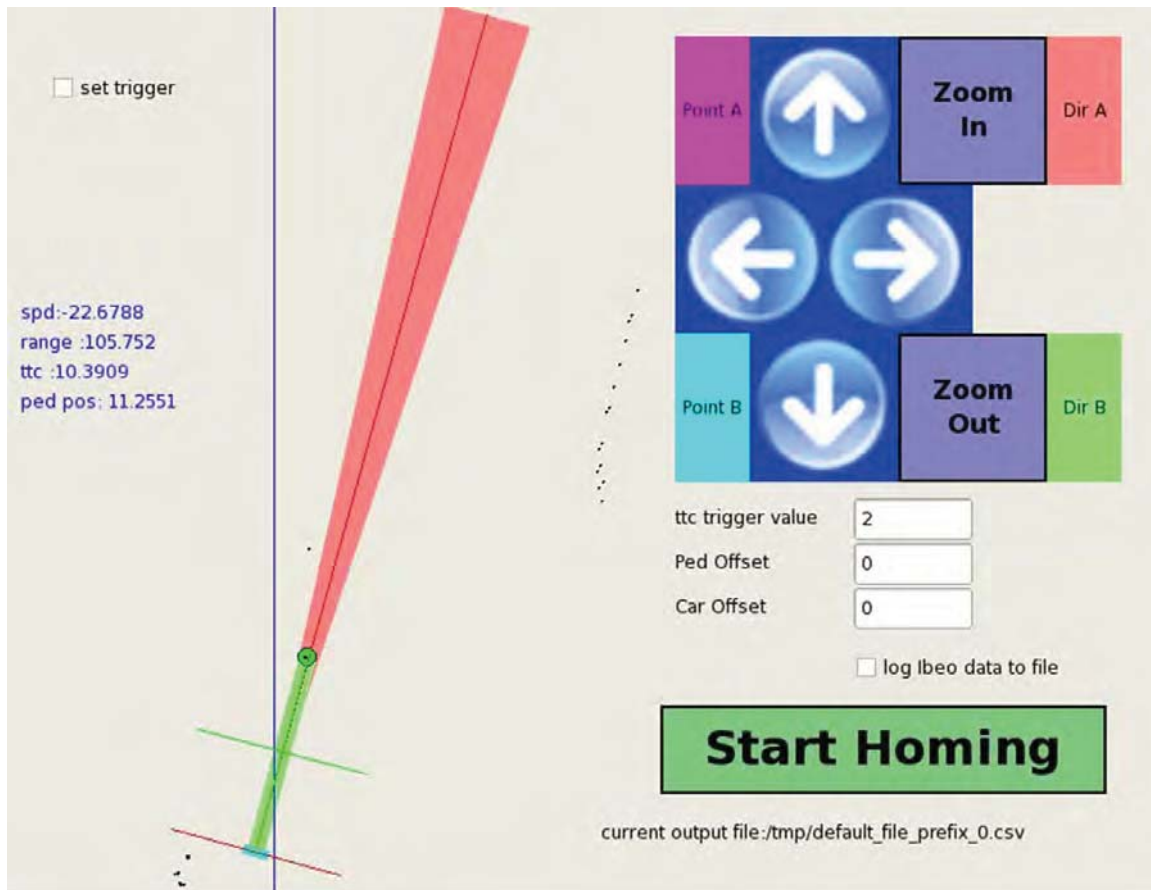 set trigger
spd:-22.6788
range :105.752
ttc :10.3909
ped pos: 11.2551
Point A
Zoom
In
Dir A
Point B
Zoom
Out
Dir B
ttc trigger value
2
Ped Offset
0
Car Offset
0
log Ibeo data to file
Start Homing
current output file:/tmp/default_file_prefix_0.csv